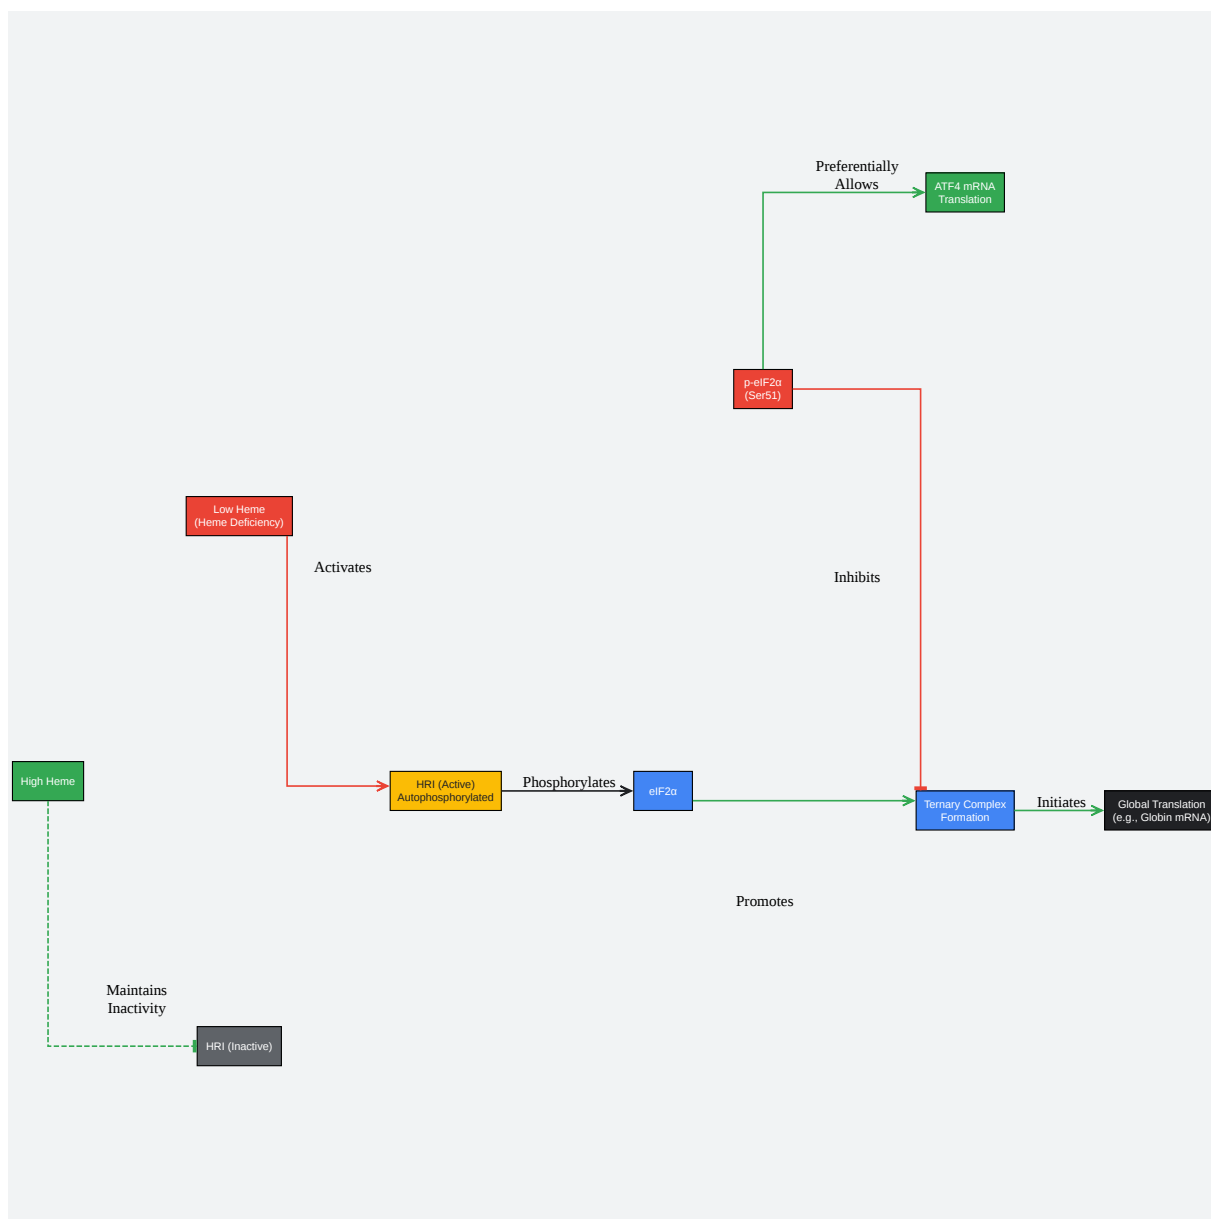 Preferentially
Allows
ATF4 mRNA
Translation
p-eIF2α
(Ser51)
Low Heme
(Heme Deficiency)
Activates
Inhibits
High Heme
HRI (Active)
Autophosphorylated
Phosphorylates
eIF2α
Ternary Complex
Formation
Initiates
Global Translation
(e.g., Globin mRNA)
Promotes
Maintains
Inactivity
HRI (Inactive)